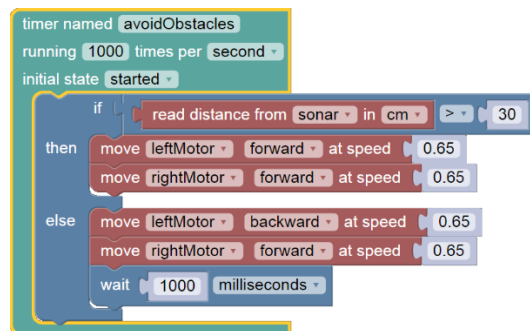 timer named avoidObstacles
running 1000 times per second
initial state started
if read distance from sonar in cm > 30
then move leftMotor forward at speed 0.65
move rightMotor forward at speed 0.65
else move leftMotor backward at speed 0.65
move rightMotor forward at speed 0.65
wait 1000 milliseconds